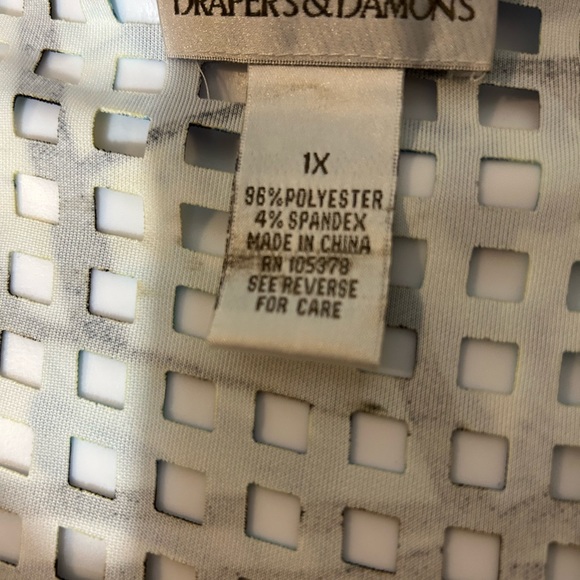 DRAPERS & DAMONS
1X
96% POLYESTER
4% SPANDEX
MADE IN CHINA
RN 105378
SEE REVERSE
FOR CARE